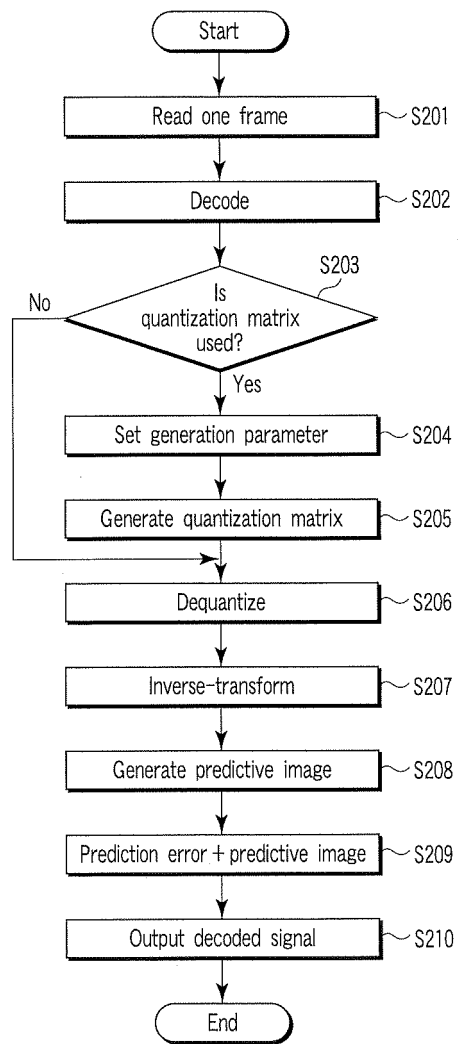 Start
Read one frame
S201
Decode
S202
S203
Is
quantization matrix
used?
No
Yes
Set generation parameter
S204
Generate quantization matrix
S205
Dequantize
S206
Inverse-transform
S207
Generate predictive image
S208
Prediction error + predictive image
S209
Output decoded signal
S210
End